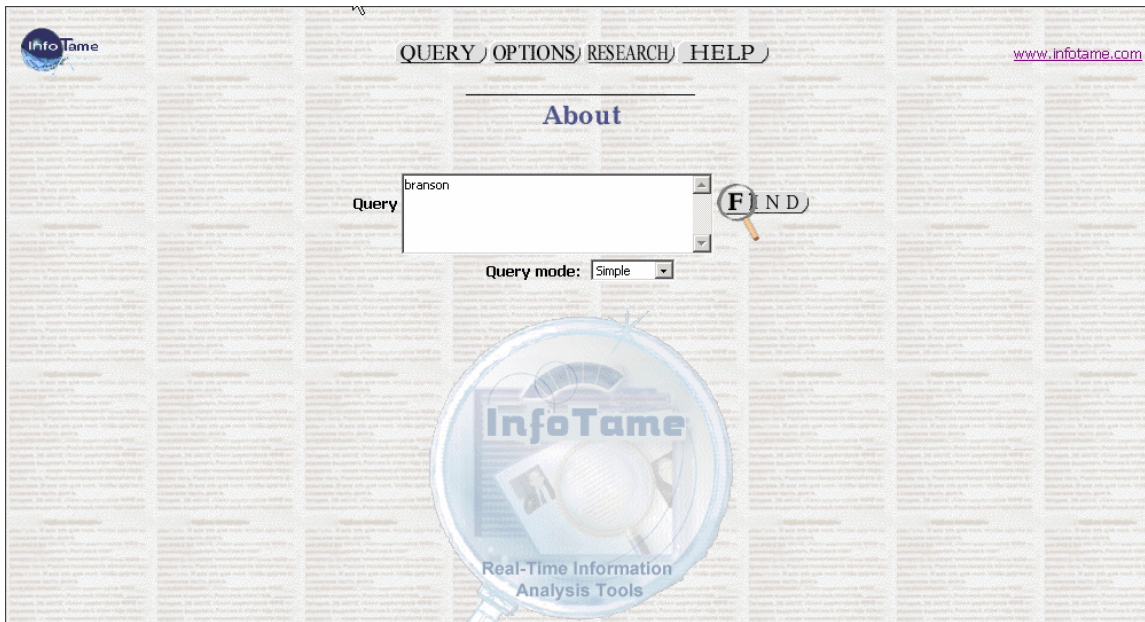 InfoTame
QUERY OPTIONS RESEARCH HELP
www.infotame.com
About
Query
branson
FIND
Query mode: Simple
InfoTame
Real-Time Information
Analysis Tools